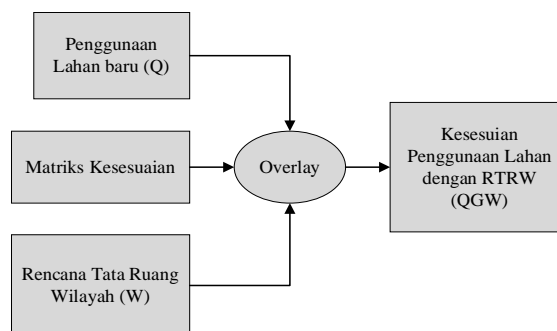 Penggunaan
Lahan baru (Q)
Matriks Kesesuaian
Overlay
Kesesuian
Penggunaan Lahan
dengan RTRW
(QGW)
Rencana Tata Ruang
Wilayah (W)